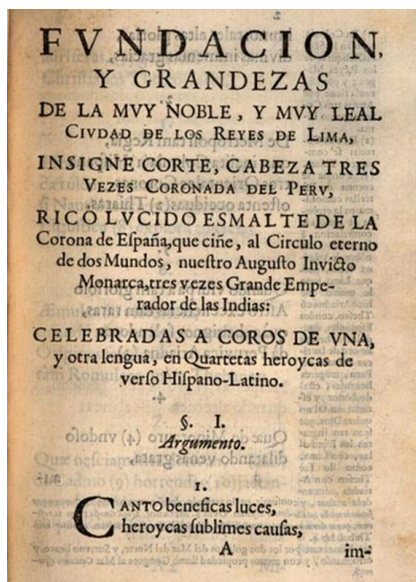 FVNDACION,
Y GRANDEZAS
DE LA MVY NOBLE, Y MVY LEAL
CIVDAD DE LOS REYES DE LIMA,
INSIGNE CORTE, CABEZA TRES
VEZES CORONADA DEL PERV,
RICO LVCIDO ESMALTE DE LA
Corona de España, que ciñe, al Circulo eterno
de dos Mundos, nueſtro Auguſto Invicto
Monarca, tres vezes Grande Empe-
rador de las Indias:
CELEBRADAS A COROS DE VNA,
y otra lengua, en Quartetas heroycas de
verſo Hiſpano-Latino.
§. I.
Argumento.
1.
CANTO beneficas luces,
heroycas ſublimes cauſas,
A im-